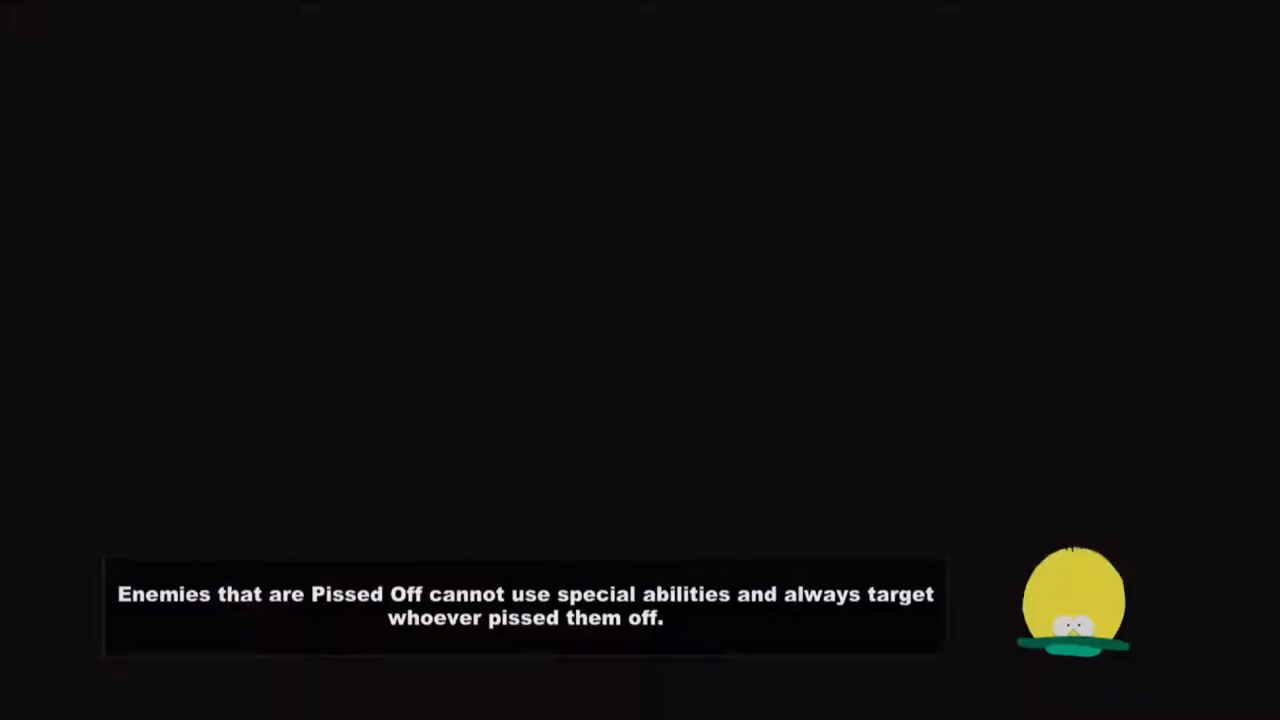 Enemies that are Pissed Off cannot use special abilities and always target
whoever pissed them off.